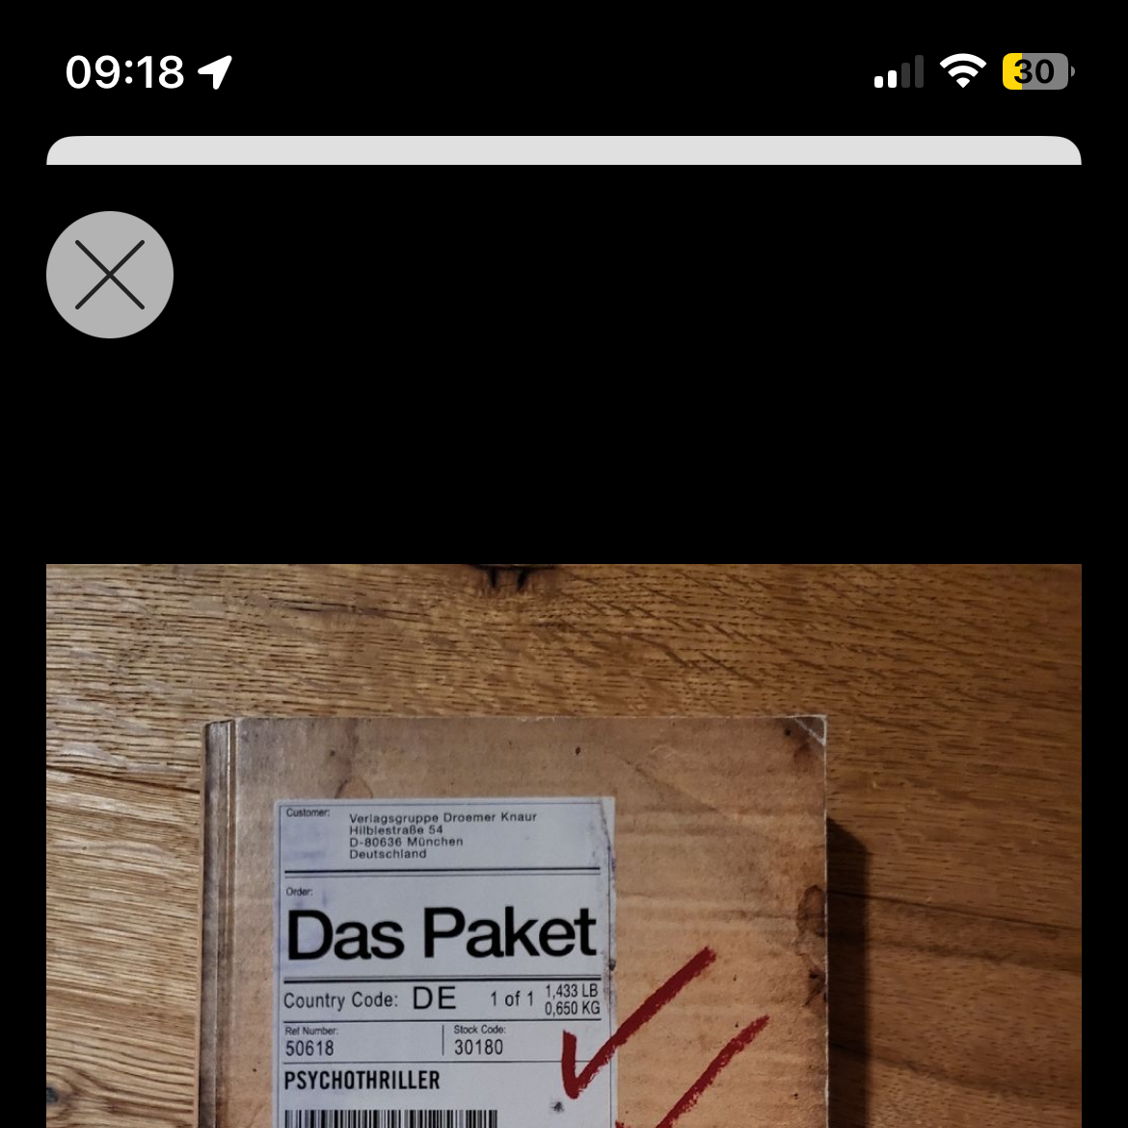 09:18
30
Customer:
Verlagsgruppe Droemer Knaur
Hilblestraße 54
D-80636 München
Deutschland
Order:
Das Paket
Country Code: DE 1 of 1 1,433 LB
0,650 KG
Ref Number: Stock Code:
50618 30180
PSYCHOTHRILLER